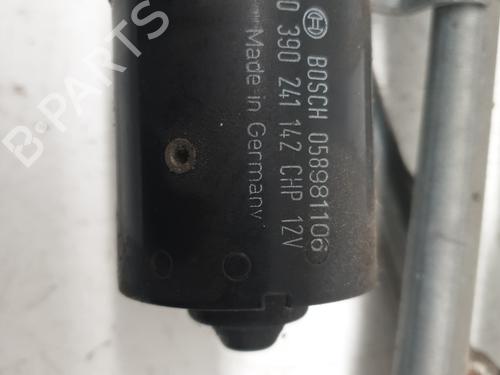 BOSCH 058981106
0 390 241 142 CHP 12V
Made in Germany
B-PARTS